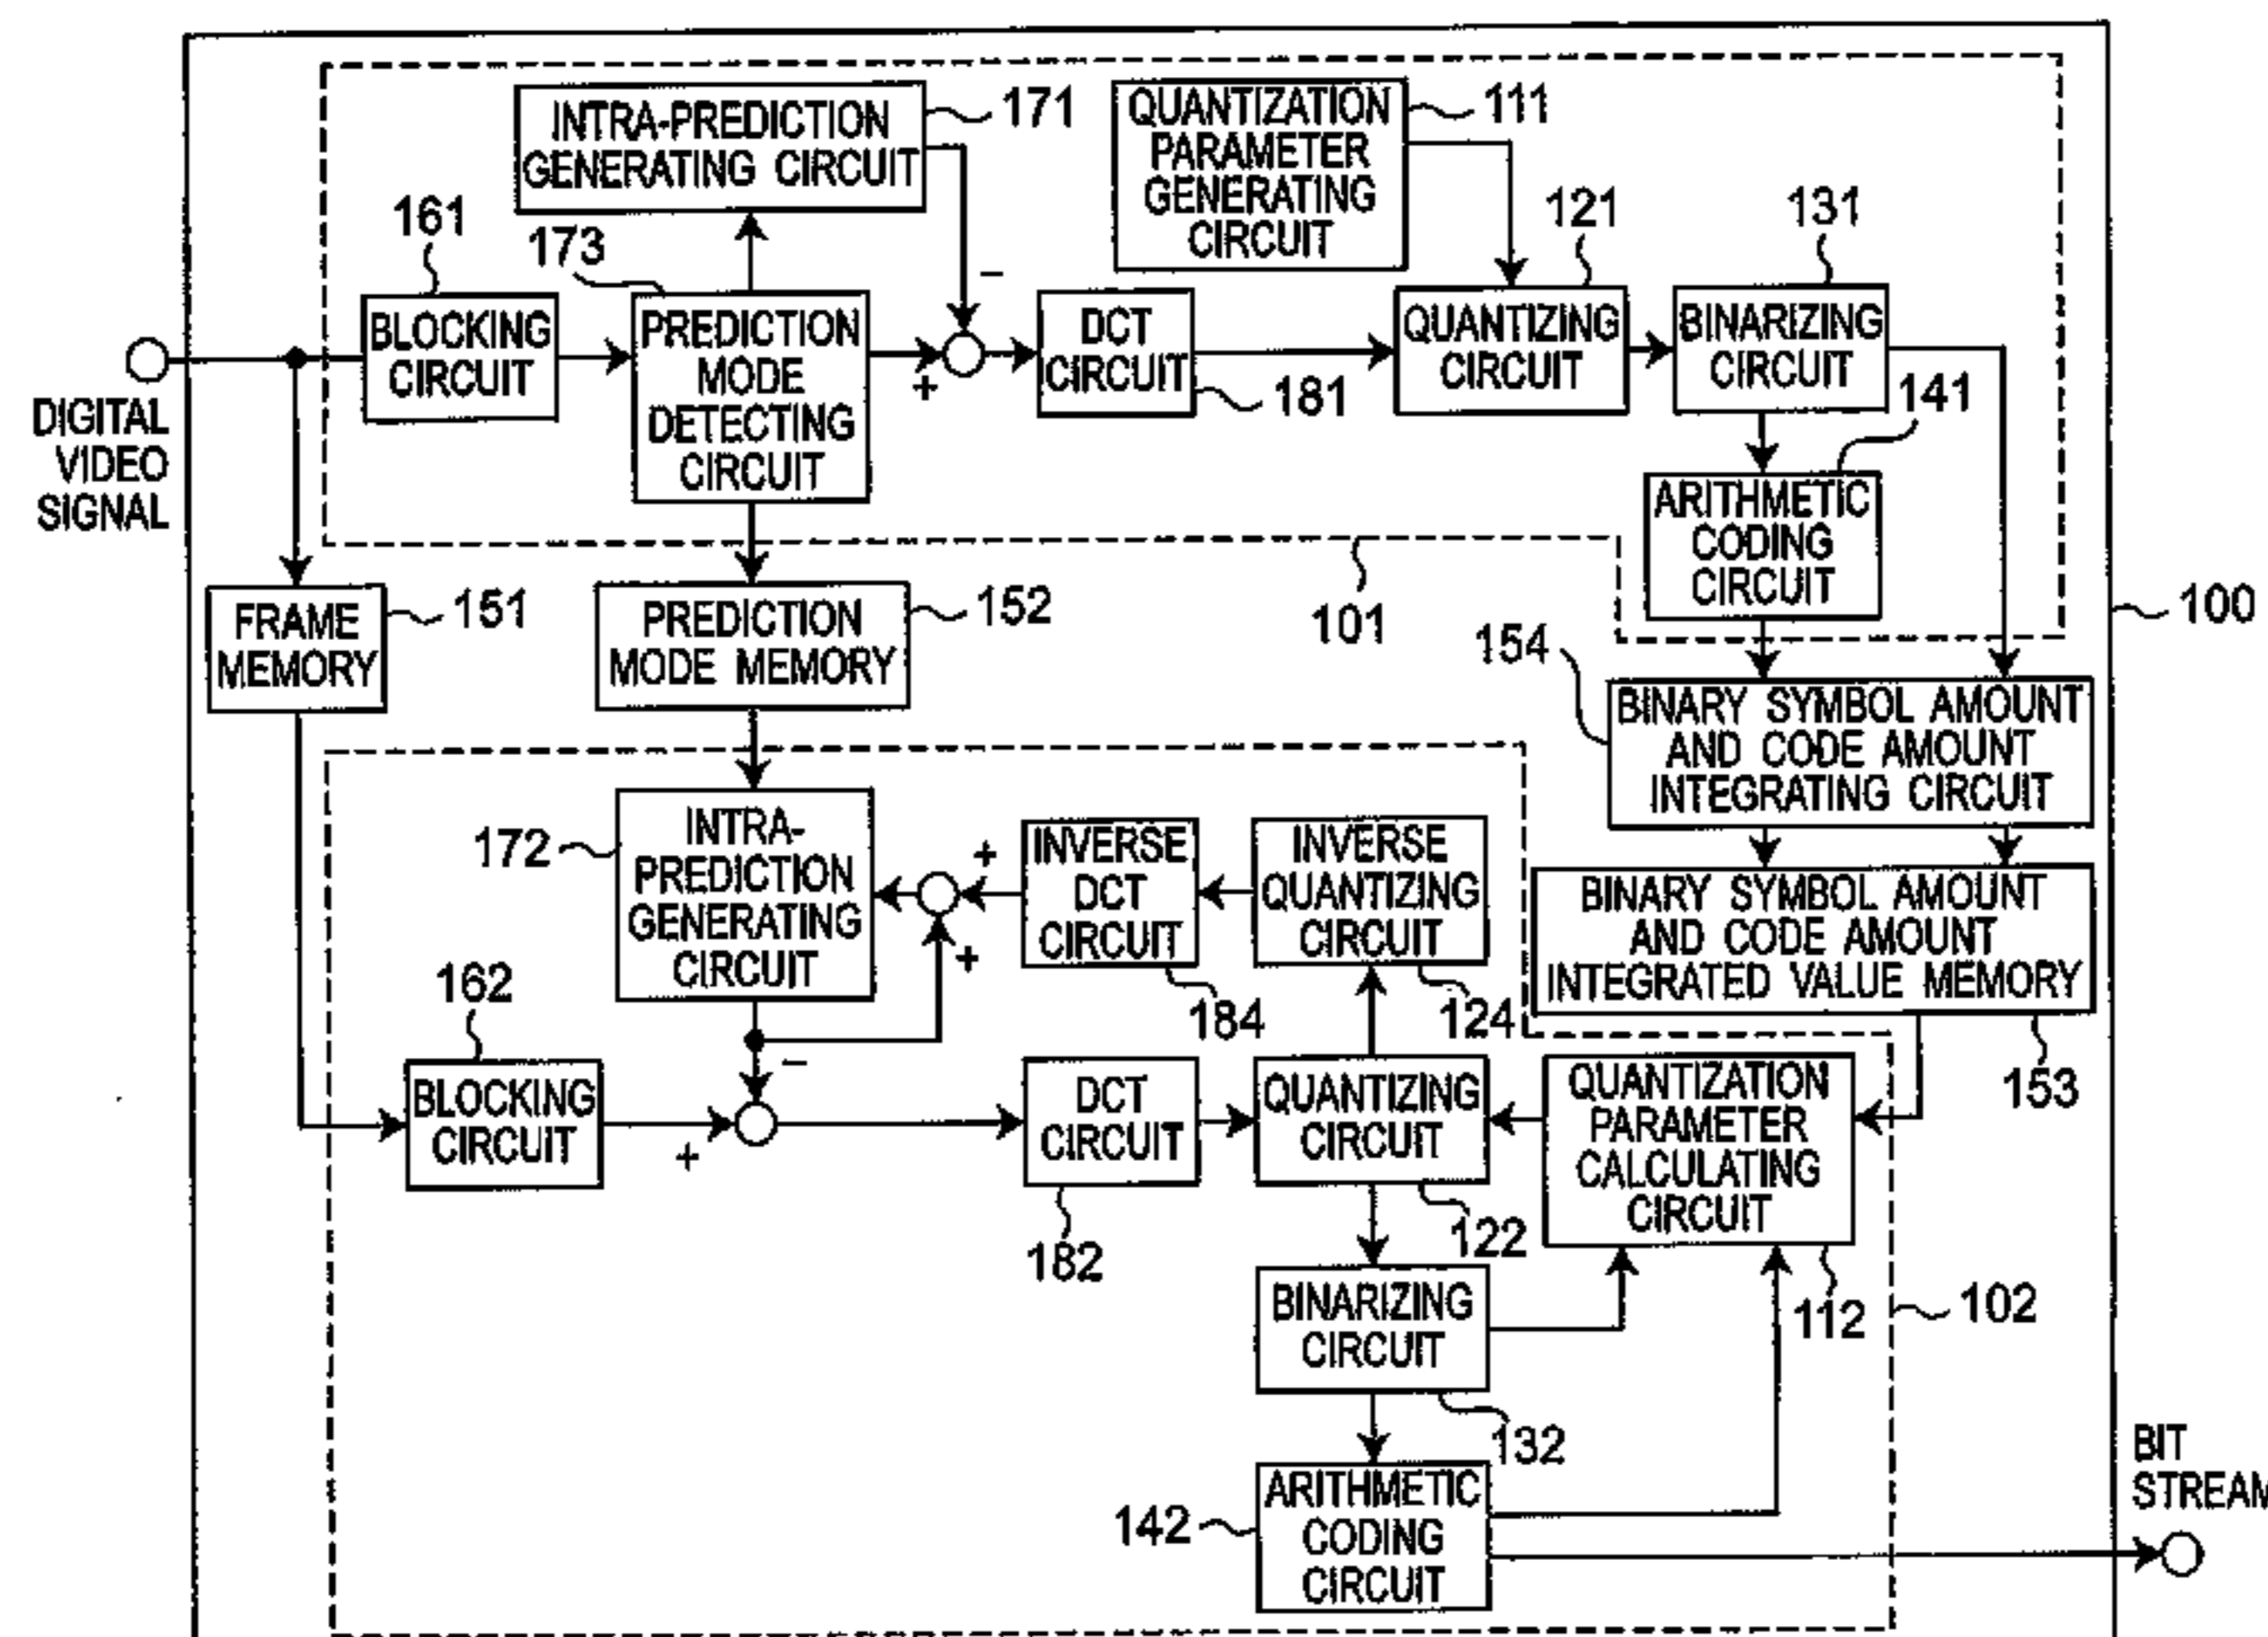 INTRA-PREDICTION
GENERATING CIRCUIT
171
QUANTIZATION
PARAMETER
GENERATING
CIRCUIT
111
161
173
121
131
BLOCKING
CIRCUIT
PREDICTION
MODE
DETECTING
CIRCUIT
−
+
DCT
CIRCUIT
181
QUANTIZING
CIRCUIT
BINARIZING
CIRCUIT
141
DIGITAL
VIDEO
SIGNAL
ARITHMETIC
CODING
CIRCUIT
101
100
FRAME
MEMORY
151
PREDICTION
MODE MEMORY
152
154
BINARY SYMBOL AMOUNT
AND CODE AMOUNT
INTEGRATING CIRCUIT
172
INTRA-
PREDICTION
GENERATING
CIRCUIT
+
+
INVERSE
DCT
CIRCUIT
184
INVERSE
QUANTIZING
CIRCUIT
124
BINARY SYMBOL AMOUNT
AND CODE AMOUNT
INTEGRATED VALUE MEMORY
153
162
BLOCKING
CIRCUIT
−
+
DCT
CIRCUIT
182
QUANTIZING
CIRCUIT
122
QUANTIZATION
PARAMETER
CALCULATING
CIRCUIT
112
102
BINARIZING
CIRCUIT
132
142
ARITHMETIC
CODING
CIRCUIT
BIT
STREAM